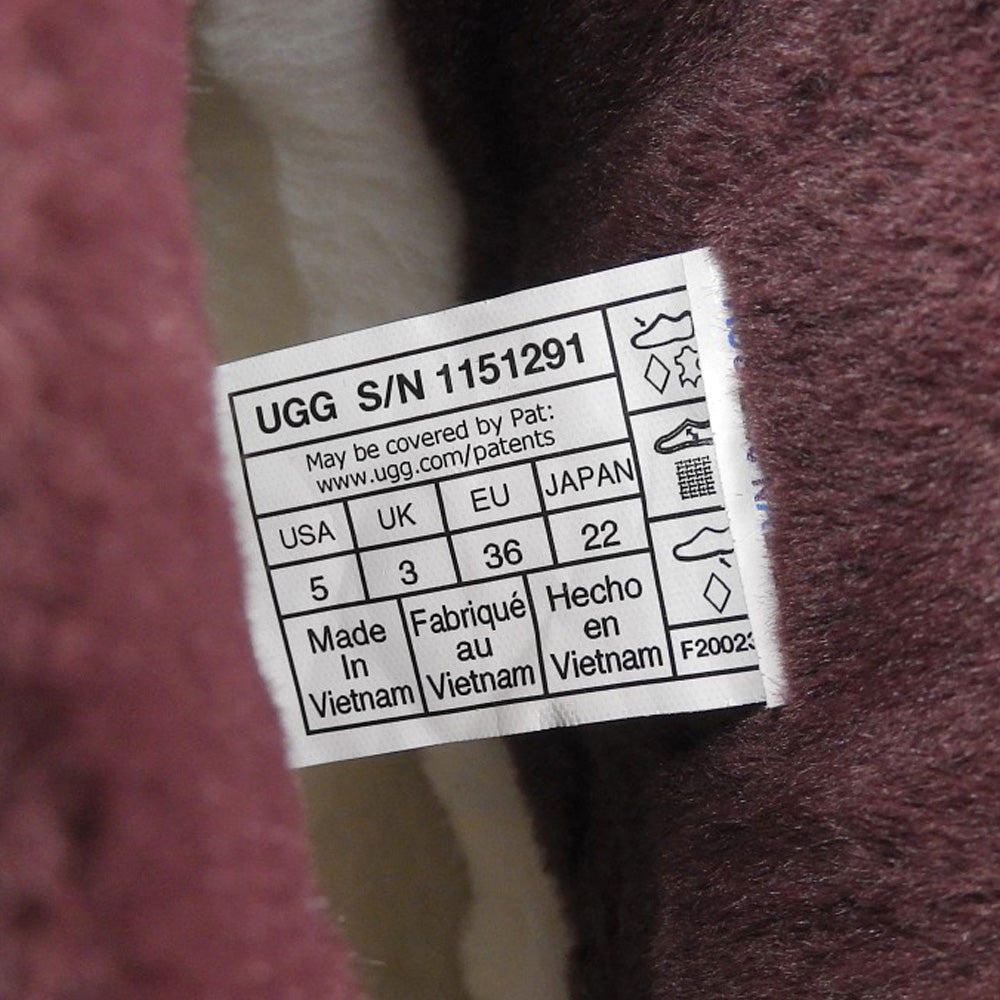 UGG S/N 1151291
May be covered by Pat:
www.ugg.com/patents
USA UK EU JAPAN
5 3 36 22
Made In Vietnam
Fabriqué au Vietnam
Hecho en Vietnam
F20023